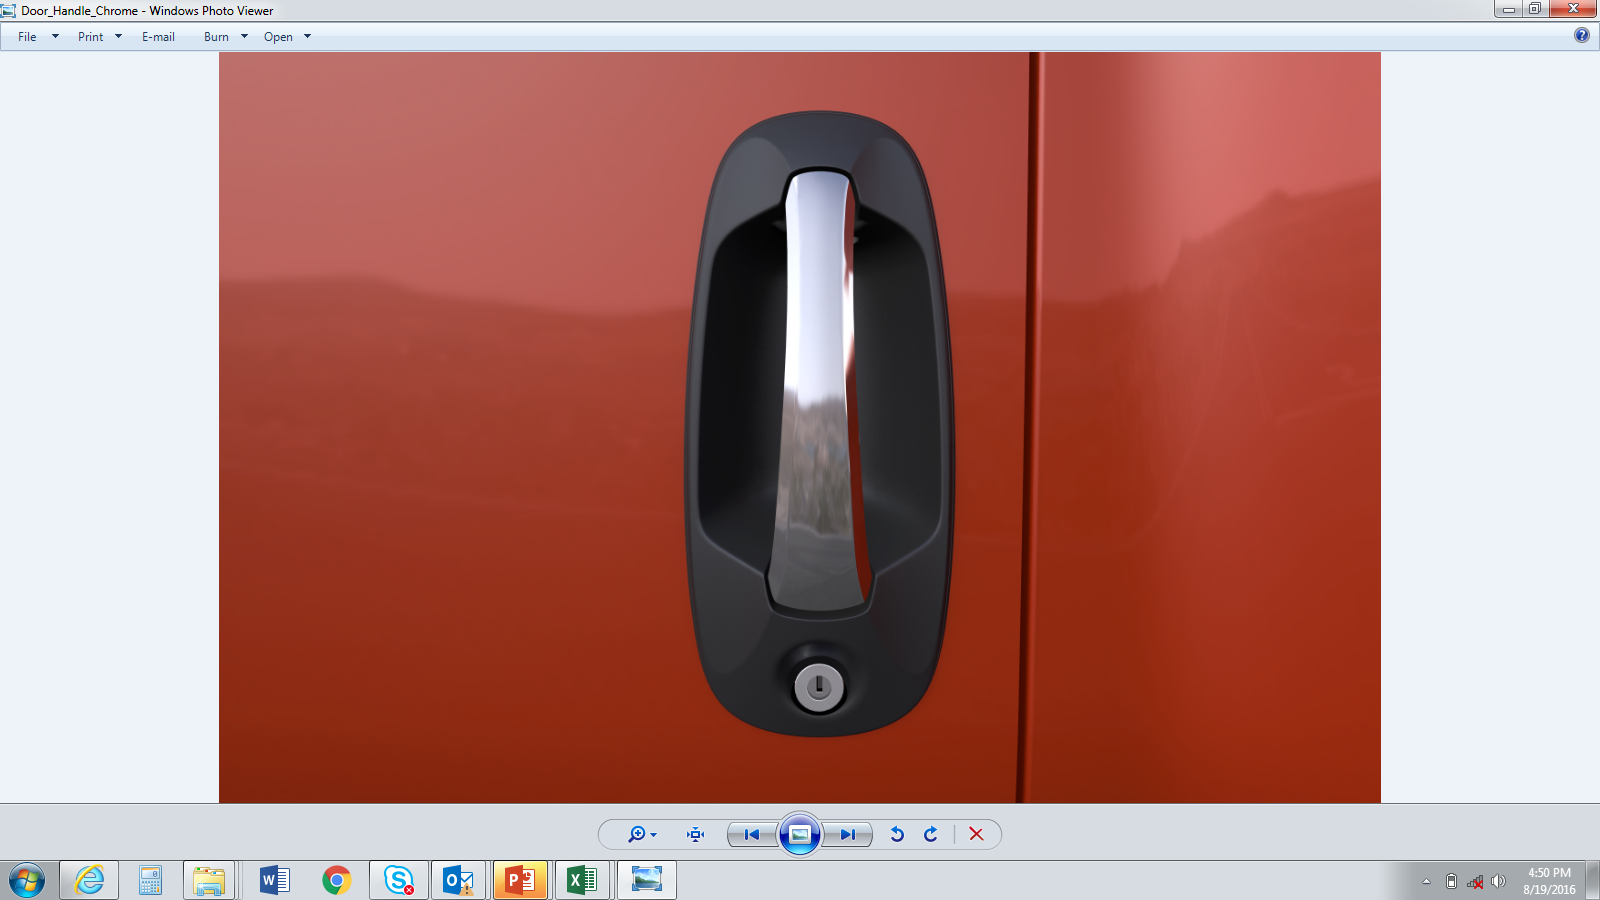 Door_Handle_Chrome - Windows Photo Viewer
File Print E-mail Burn Open
4:50 PM
8/19/2016